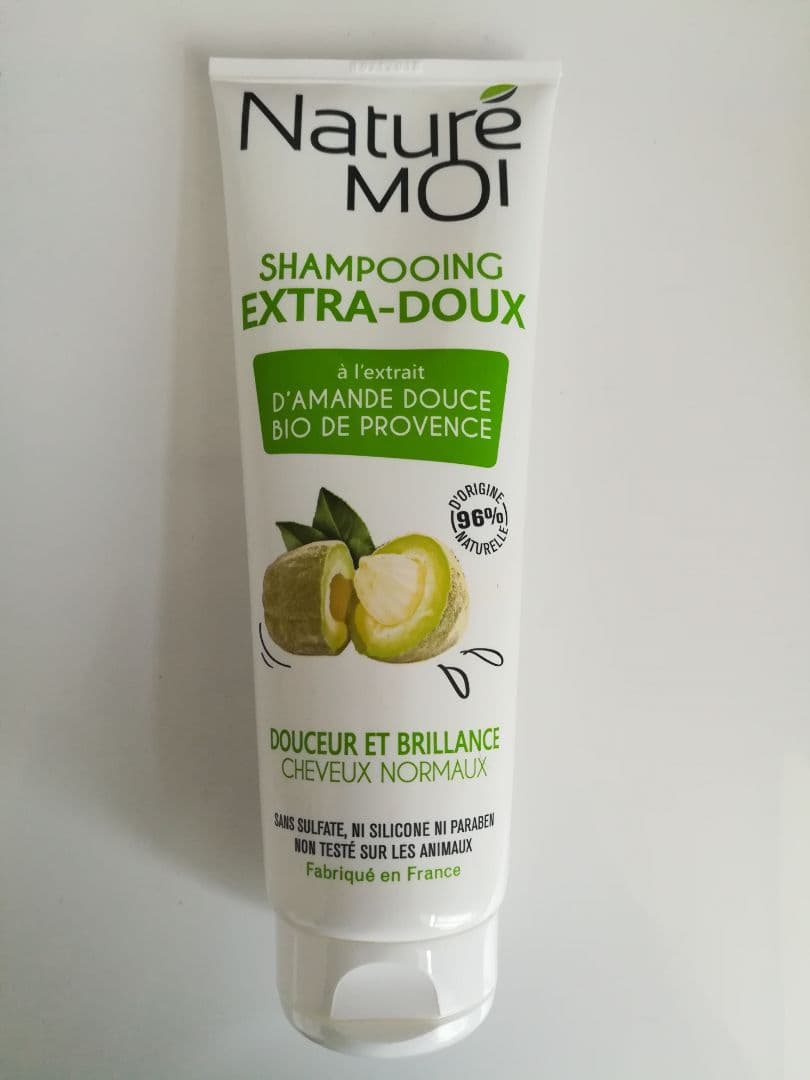 Naturé
MOI
SHAMPOOING
EXTRA-DOUX
à l'extrait
D'AMANDE DOUCE
BIO DE PROVENCE
D'ORIGINE
96%
NATURELLE
DOUCEUR ET BRILLANCE
CHEVEUX NORMAUX
SANS SULFATE, NI SILICONE NI PARABEN
NON TESTÉ SUR LES ANIMAUX
Fabriqué en France